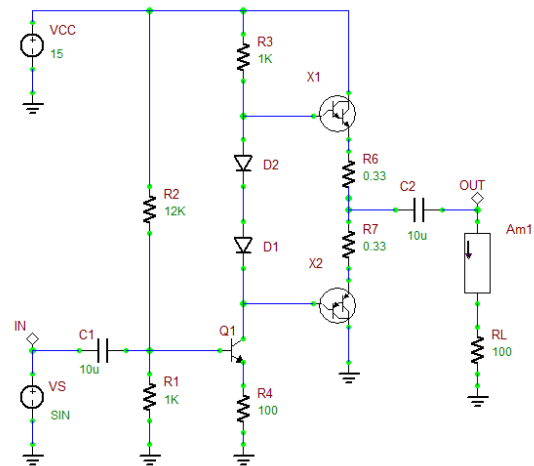 VCC
15
R3
1K
X1
D2
R6
0.33
R2
12K
C2
10u
OUT
Am1
D1
R7
0.33
X2
IN
C1
10u
Q1
RL
100
VS
SIN
R1
1K
R4
100